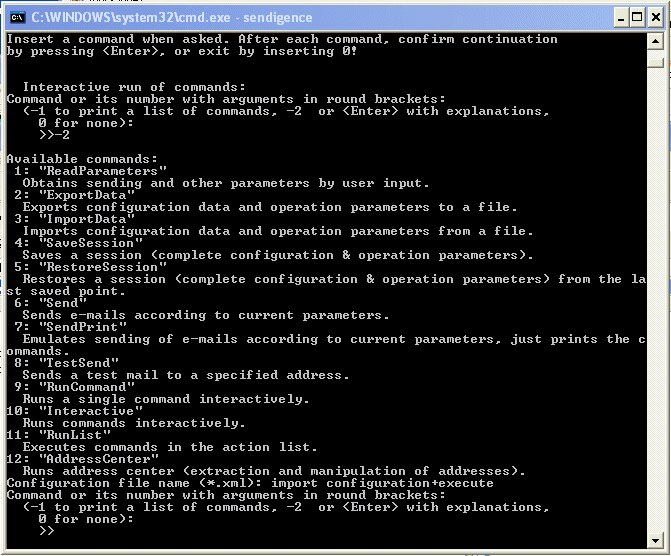 C:\WINDOWS\system32\cmd.exe - sendigence
Insert a command when asked. After each command, confirm continuation
by pressing <Enter>, or exit by inserting 0!
Interactive run of commands:
Command or its number with arguments in round brackets:
(-1 to print a list of commands, -2  or <Enter> with explanations,
0 for none):
>>-2
Available commands:
1: "ReadParameters"
Obtains sending and other parameters by user input.
2: "ExportData"
Exports configuration data and operation parameters to a file.
3: "ImportData"
Imports configuration data and operation parameters from a file.
4: "SaveSession"
Saves a session (complete configuration & operation parameters).
5: "RestoreSession"
Restores a session (complete configuration & operation parameters) from the la
st saved point.
6: "Send"
Sends e-mails according to current parameters.
7: "SendPrint"
Emulates sending of e-mails according to current parameters, just prints the c
ommands.
8: "TestSend"
Sends a test mail to a specified address.
9: "RunCommand"
Runs a single command interactively.
10: "Interactive"
Runs commands interactively.
11: "RunList"
Executes commands in the action list.
12: "AddressCenter"
Runs address center (extraction and manipulation of addresses).
Configuration file name (*.xml): import configuration+execute
Command or its number with arguments in round brackets:
(-1 to print a list of commands, -2  or <Enter> with explanations,
0 for none):
>>